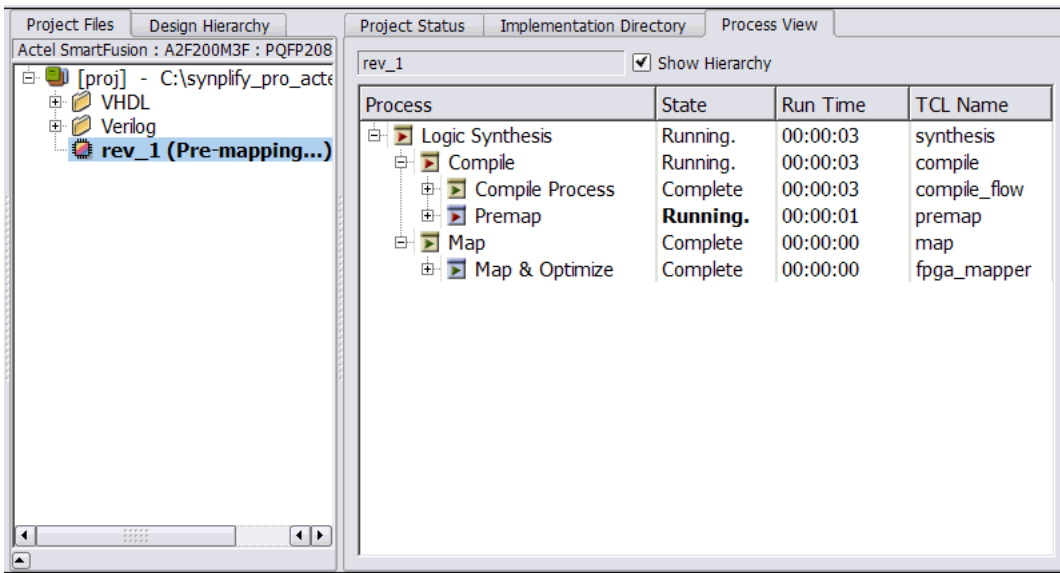 Project Files Design Hierarchy
Actel SmartFusion : A2F200M3F : PQFP208
[proj] - C:\synplify_pro_acte
VHDL
Verilog
rev_1 (Pre-mapping...)
Project Status Implementation Directory Process View
rev_1 Show Hierarchy
Process State Run Time TCL Name
Logic Synthesis Running. 00:00:03 synthesis
Compile Running. 00:00:03 compile
Compile Process Complete 00:00:03 compile_flow
Premap Running. 00:00:01 premap
Map Complete 00:00:00 map
Map & Optimize Complete 00:00:00 fpga_mapper